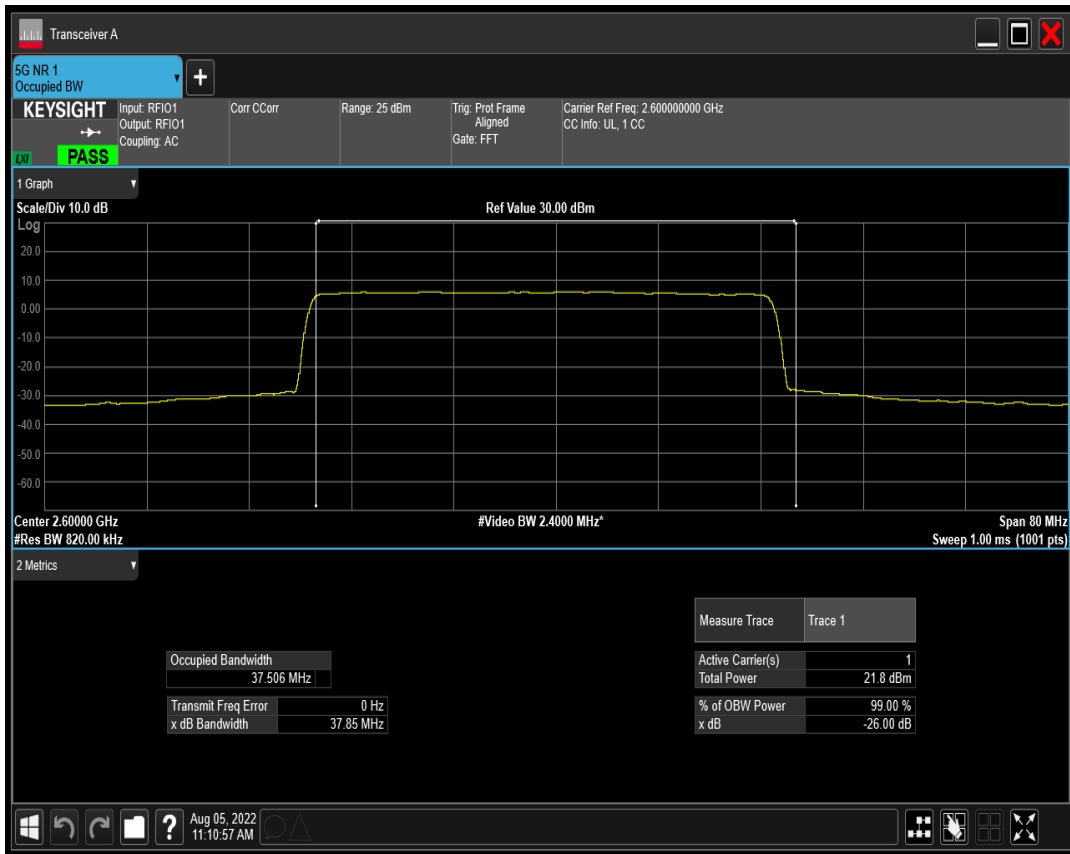 Transceiver A
5G NR 1
Occupied BW
KEYSIGHT
LXI
PASS
Input: RFIO1
Output: RFIO1
Coupling: AC
Corr CCorr
Range: 25 dBm
Trig: Prot Frame
Aligned
Gate: FFT
Carrier Ref Freq: 2.600000000 GHz
CC Info: UL, 1 CC
1 Graph
Scale/Div 10.0 dB
Ref Value 30.00 dBm
Log
20.0
10.0
0.00
-10.0
-20.0
-30.0
-40.0
-50.0
-60.0
Center 2.60000 GHz
#Video BW 2.4000 MHz*
Span 80 MHz
#Res BW 820.00 kHz
Sweep 1.00 ms (1001 pts)
2 Metrics
Measure Trace Trace 1
Occupied Bandwidth
37.506 MHz
Transmit Freq Error 0 Hz
x dB Bandwidth 37.85 MHz
Active Carrier(s) 1
Total Power 21.8 dBm
% of OBW Power 99.00 %
x dB -26.00 dB
Aug 05, 2022
11:10:57 AM